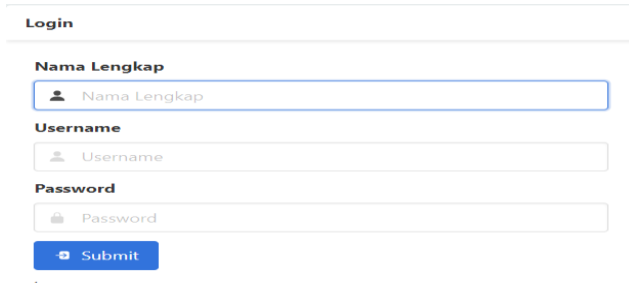 Login
Nama Lengkap
Nama Lengkap
Username
Username
Password
Password
Submit